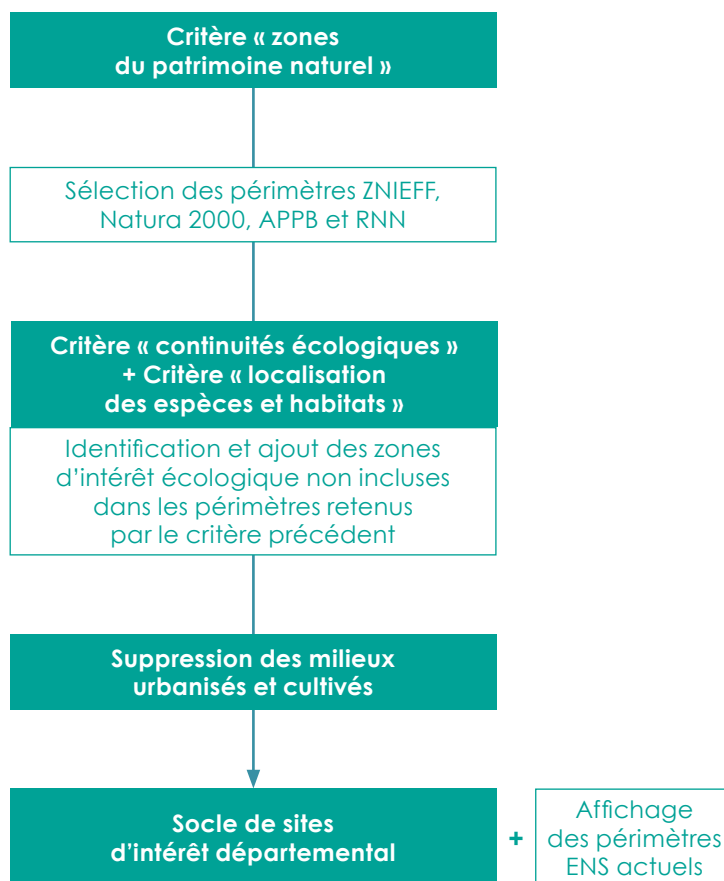 Critère « zones
du patrimoine naturel »
Sélection des périmètres ZNIEFF,
Natura 2000, APPB et RNN
Critère « continuités écologiques »
+ Critère « localisation
des espèces et habitats »
Identification et ajout des zones
d’intérêt écologique non incluses
dans les périmètres retenus
par le critère précédent
Suppression des milieux
urbanisés et cultivés
Socle de sites
d’intérêt départemental
+
Affichage
des périmètres
ENS actuels